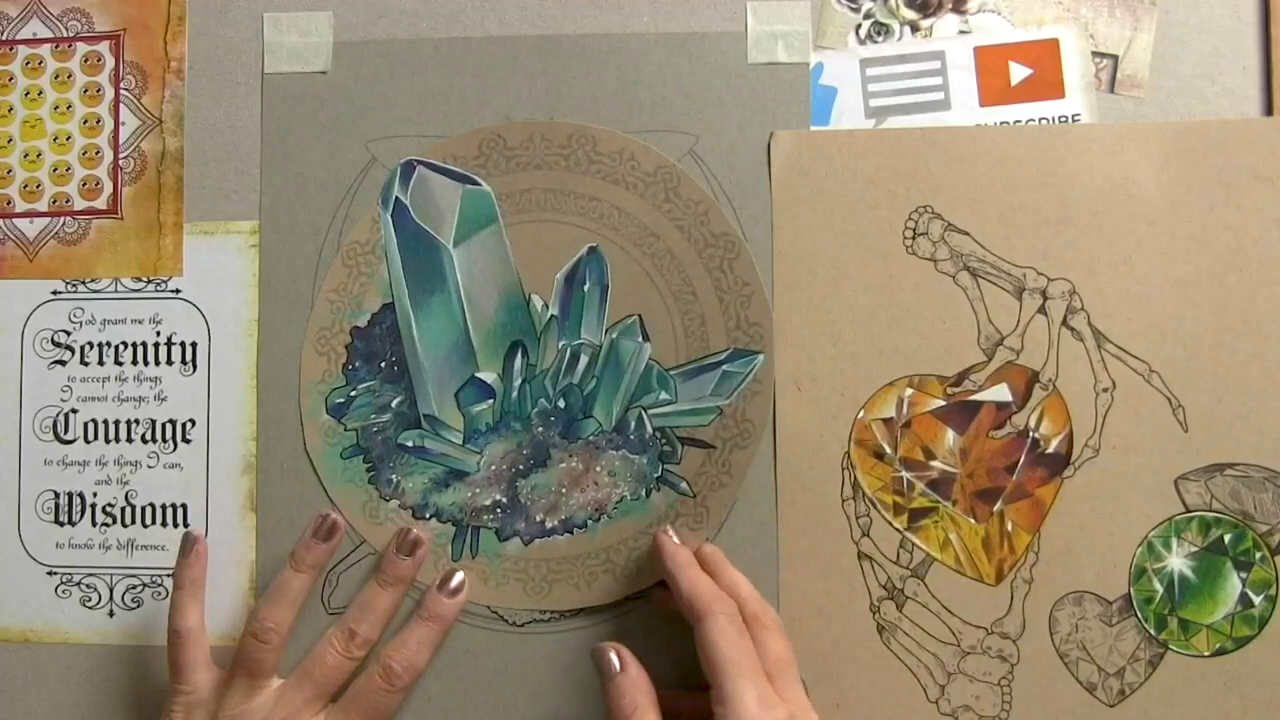 God grant me the
Serenity
to accept the things
I cannot change; the
Courage
to change the things I can,
and the
Wisdom
to know the difference.
SUBSCRIBE